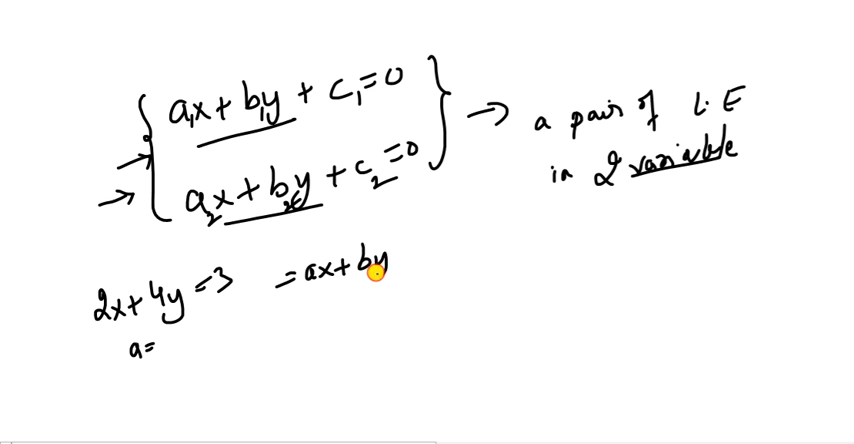 a₁x + b₁y + c₁ = 0
a₂x + b₂y + c₂ = 0
→ a pair of L.E
in 2 variable
2x + 4y = 3 = ax + by
a =